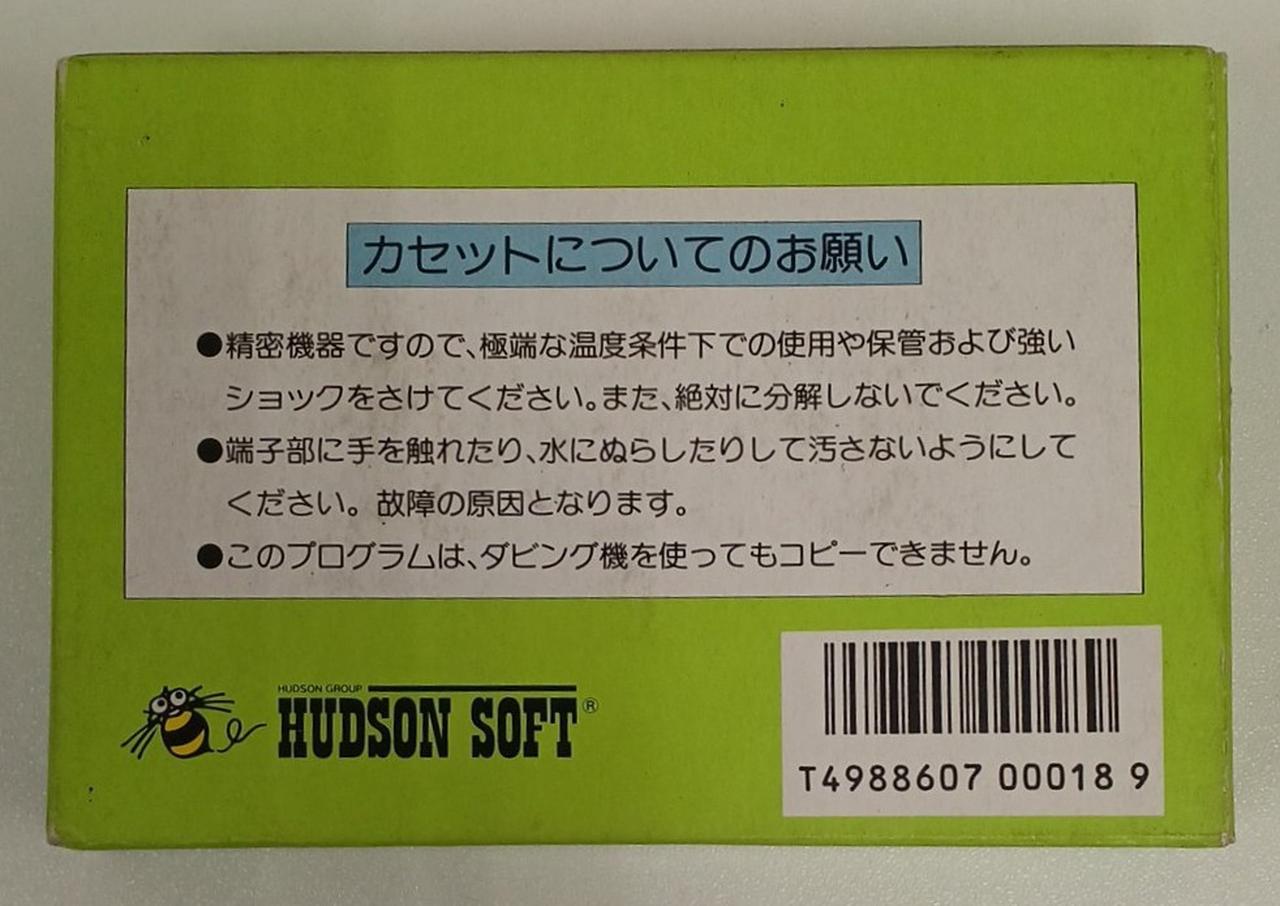 カセットについてのお願い
●精密機器ですので、極端な温度条件下での使用や保管および強い
ショックをさけてください。また、絶対に分解しないでください。
●端子部に手を触れたり、水にぬらしたりして汚さないようにして
ください。故障の原因となります。
●このプログラムは、ダビング機を使ってもコピーできません。
HUDSON GROUP
HUDSON SOFT®
T4988607 00018 9